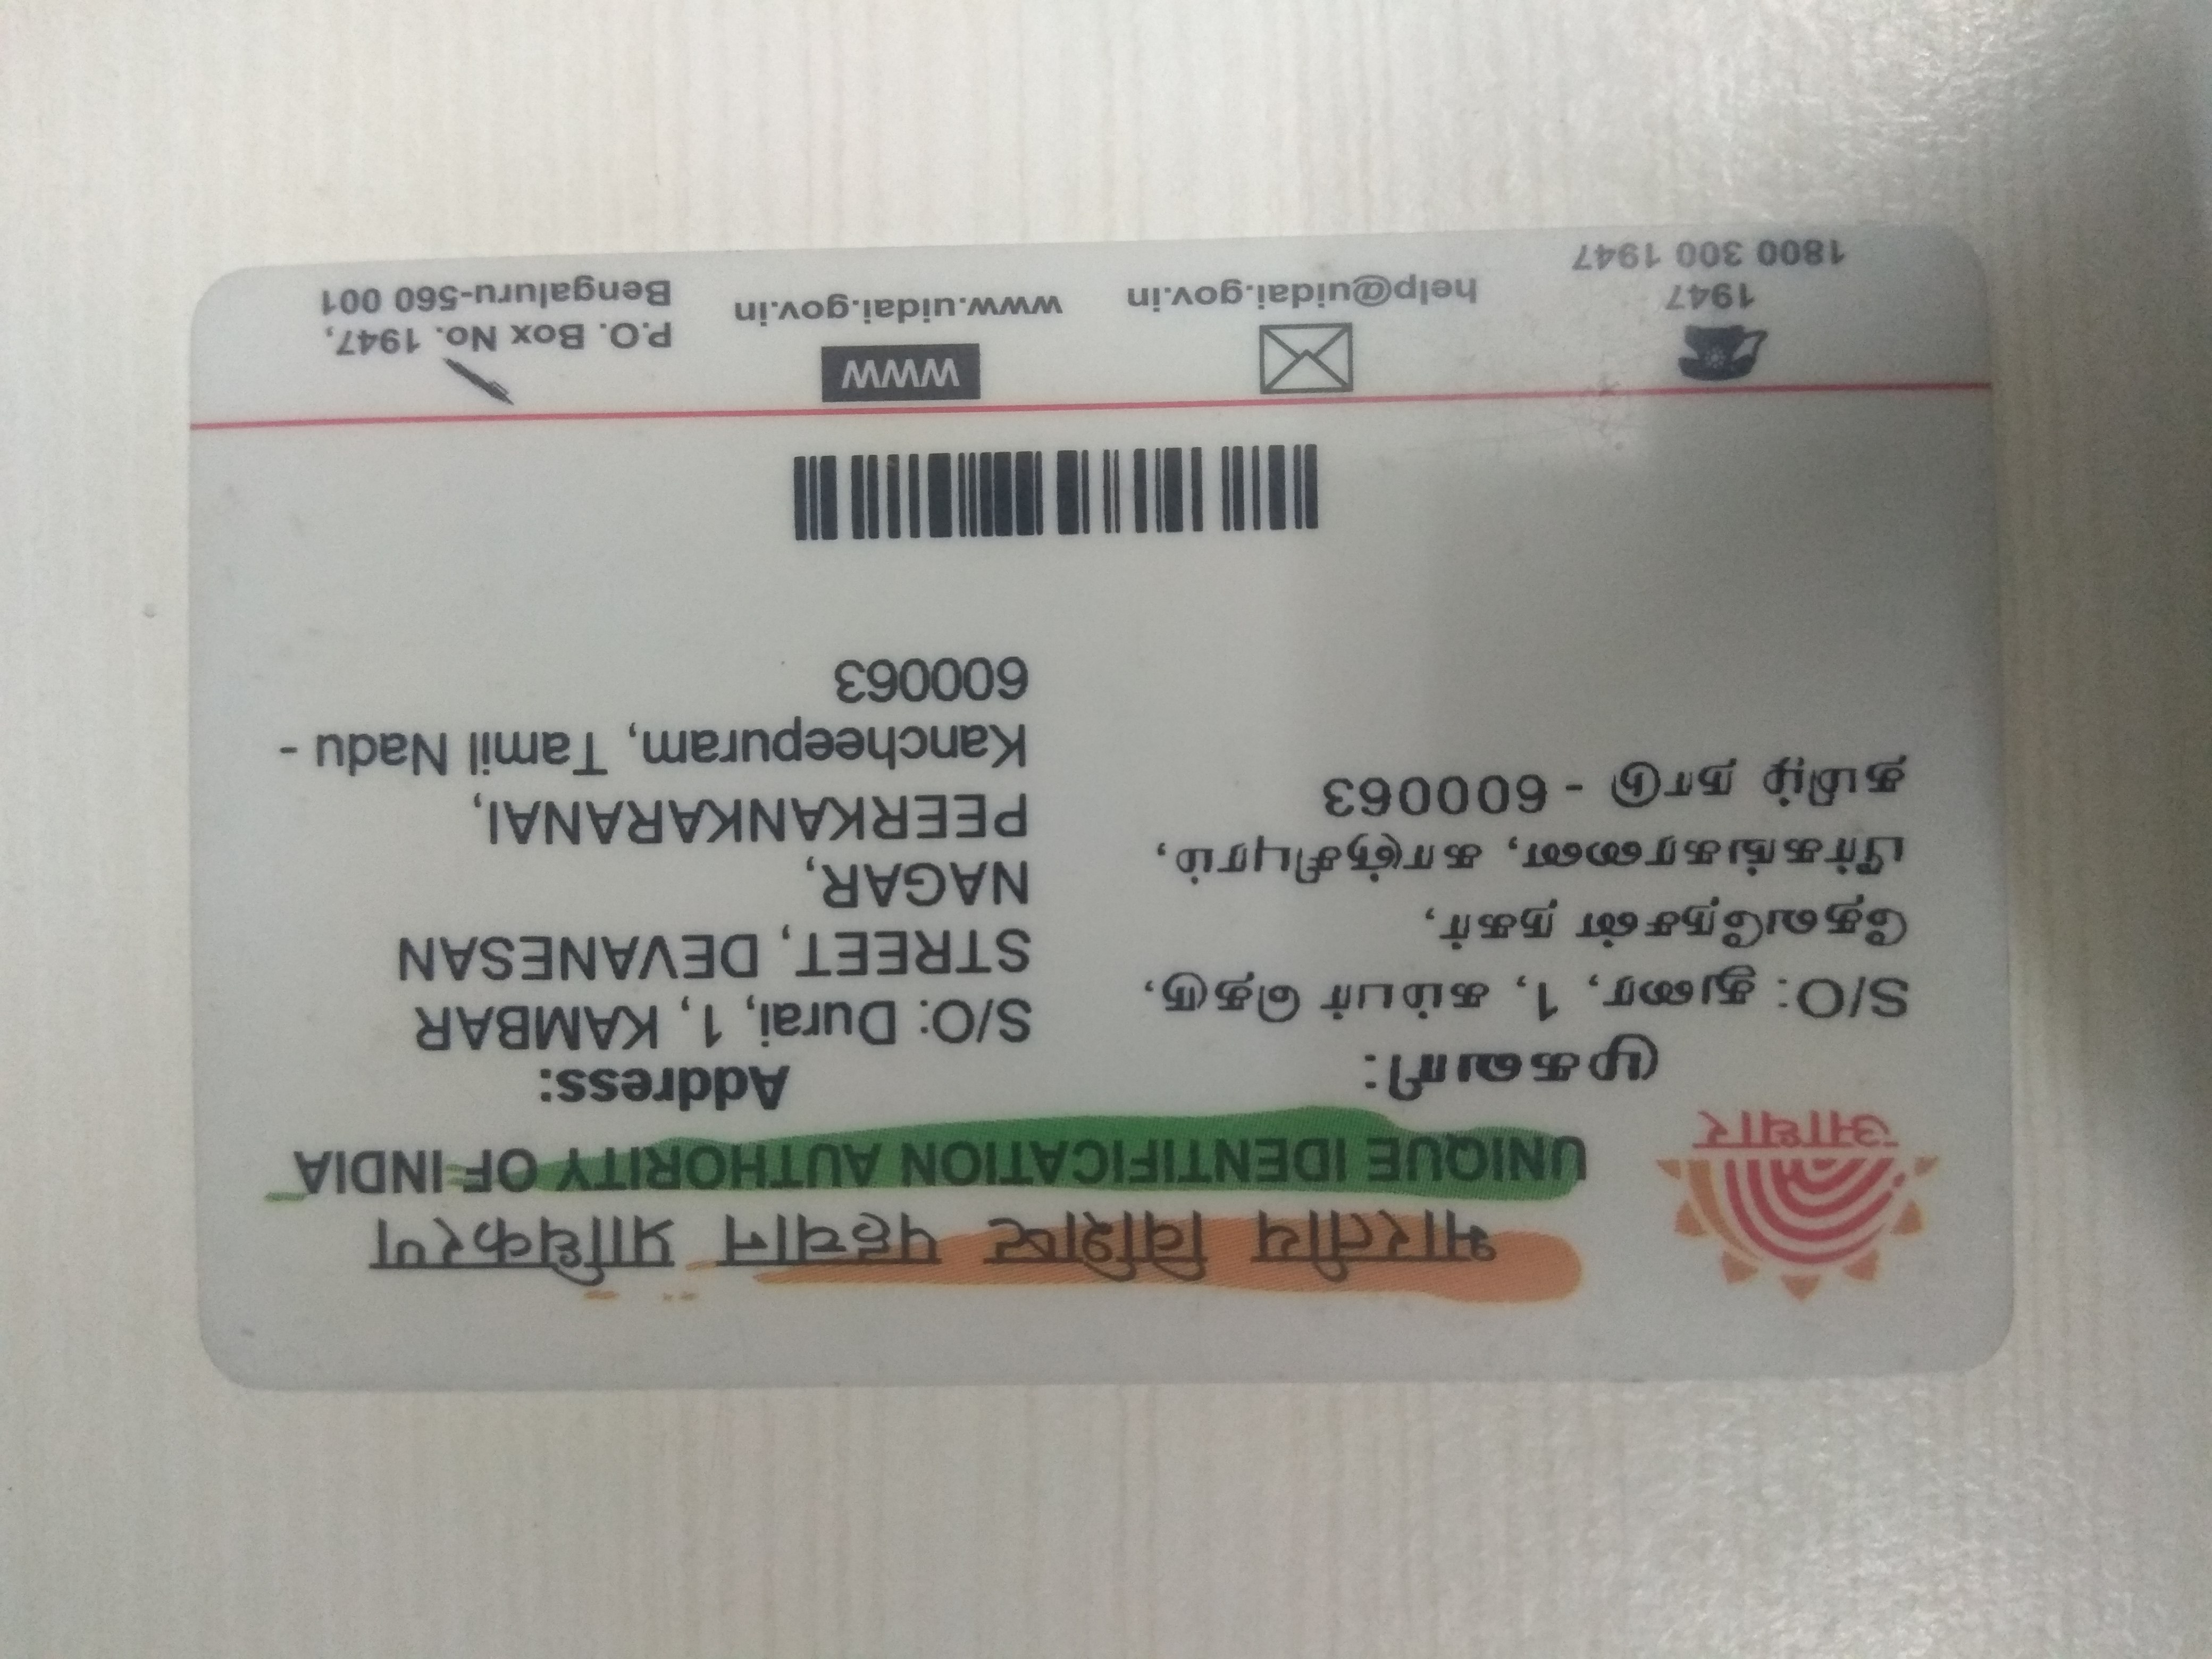 भारतीय विशिष्ट पहचान प्राधिकरण
UNIQUE IDENTIFICATION AUTHORITY OF INDIA
आधार
முகவரி:
S/O: துரை, 1, கம்பர் தெரு,
தேவநேசன் நகர்,
பீர்கங்கரணை, காஞ்சிபுரம்,
தமிழ் நாடு - 600063
Address:
S/O: Durai, 1, KAMBAR
STREET, DEVANESAN
NAGAR,
PEERKANKARANAI,
Kancheepuram, Tamil Nadu -
600063
1947
1800 300 1947
help@uidai.gov.in
WWW
www.uidai.gov.in
P.O. Box No. 1947,
Bengaluru-560 001